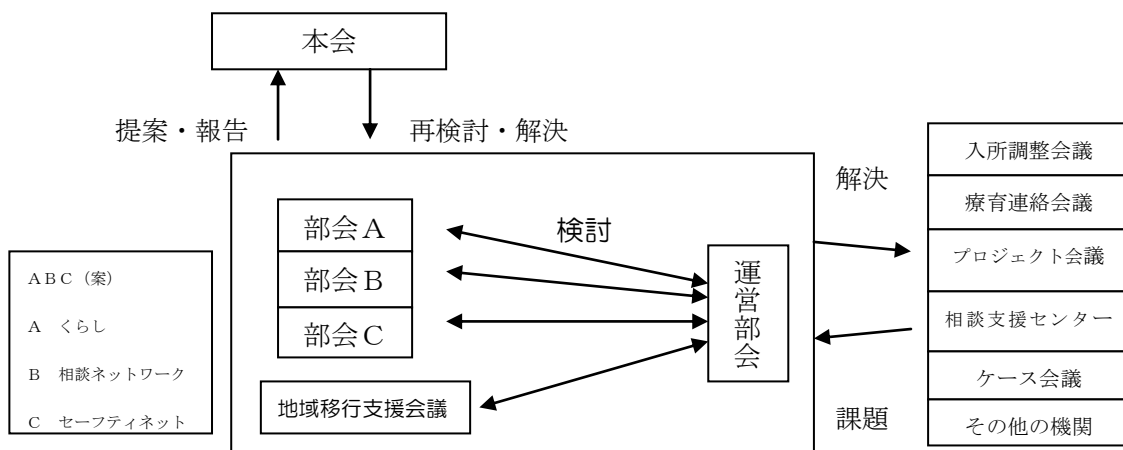 本会
提案・報告
再検討・解決
部会A
部会B
部会C
検討
運営部会
地域移行支援会議
ABC（案）
A　くらし
B　相談ネットワーク
C　セーフティネット
解決
課題
入所調整会議
療育連絡会議
プロジェクト会議
相談支援センター
ケース会議
その他の機関